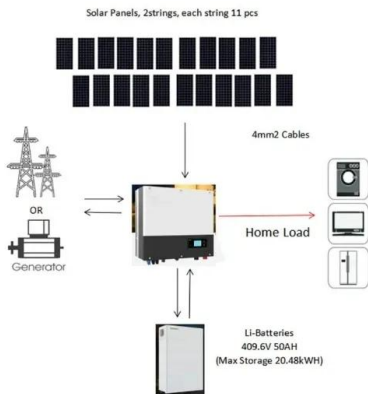 Solar Panels, 2strings, each string 11 pcs
4mm2 Cables
OR
Generator
Home Load
Li-Batteries
409.6V 50AH
(Max Storage 20.48kWH)